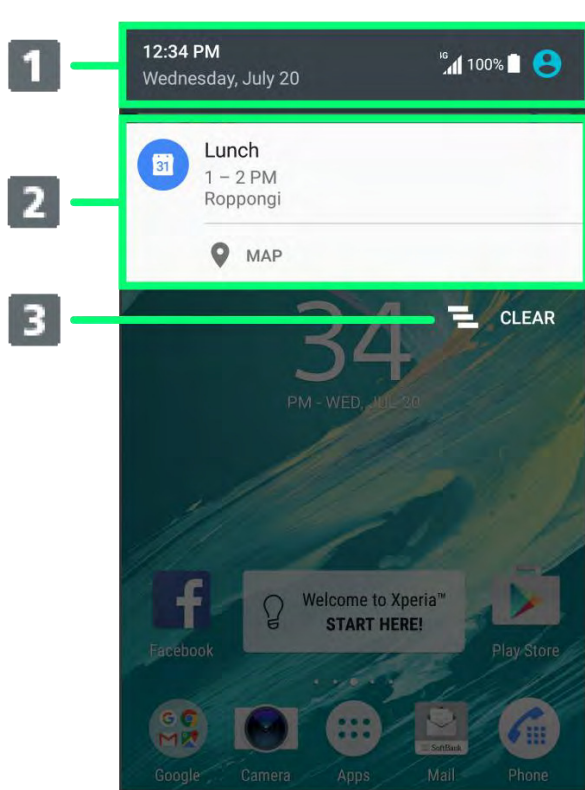 1
12:34 PM
Wednesday, July 20
100%
31
Lunch
1 – 2 PM
Roppongi
2
MAP
3
CLEAR
34
PM - WED, JUL 20
Welcome to Xperia™
START HERE!
Facebook
Play Store
SoftBank
Google
Camera
Apps
Mail
Phone